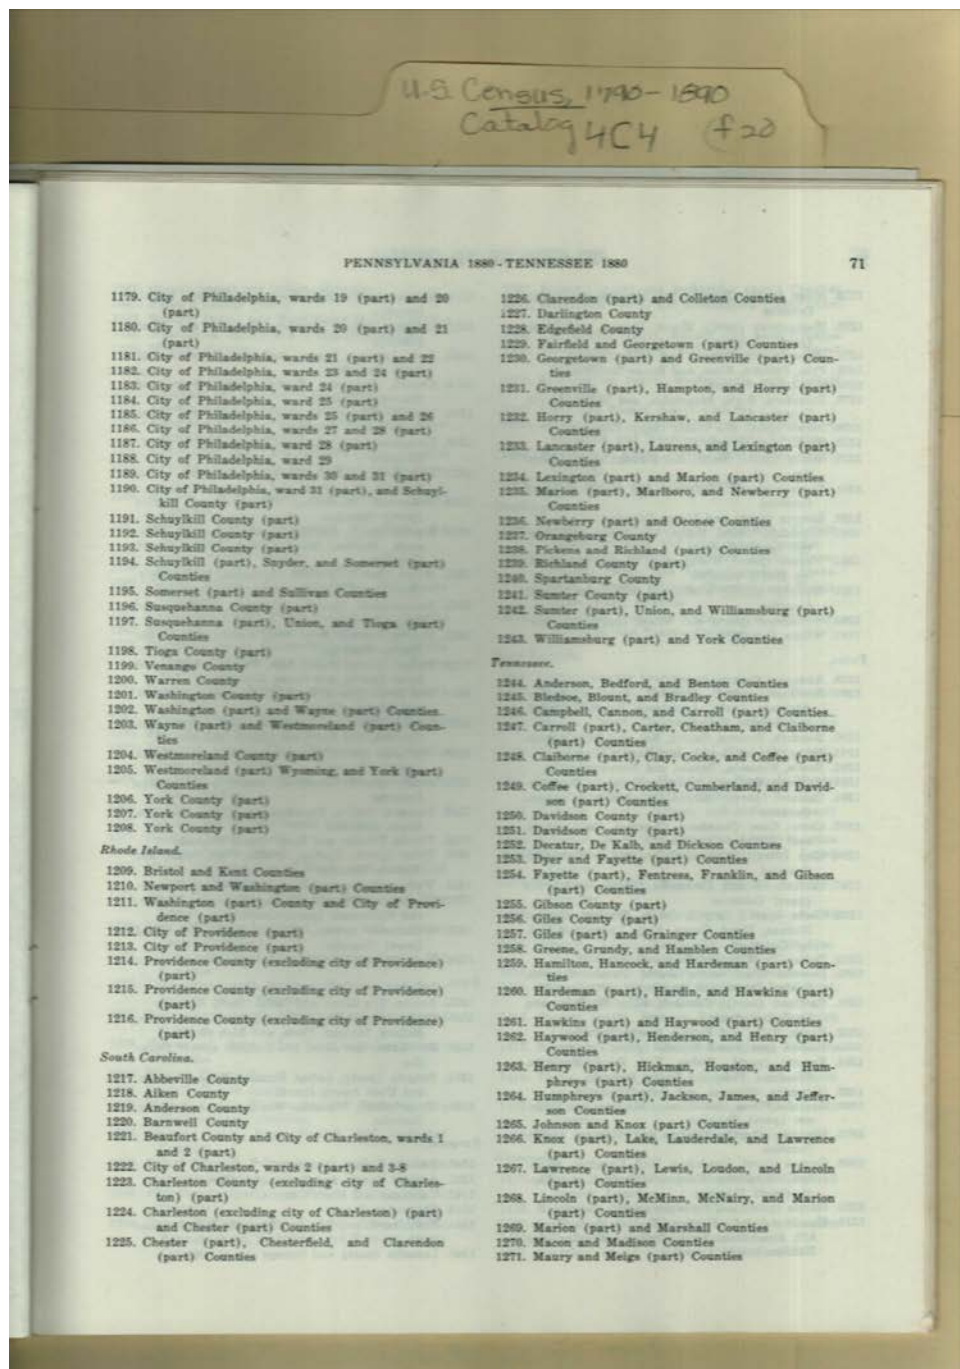 U.S. Census, 1790-1890
Catalog 4C4 (f20
PENNSYLVANIA 1880-TENNESSEE 1880 71
1179. City of Philadelphia, wards 19 (part) and 20
(part)
1180. City of Philadelphia, wards 20 (part) and 21
(part)
1181. City of Philadelphia, wards 21 (part) and 22
1182. City of Philadelphia, wards 23 and 24 (part)
1183. City of Philadelphia, ward 24 (part)
1184. City of Philadelphia, ward 25 (part)
1185. City of Philadelphia, wards 25 (part) and 26
1186. City of Philadelphia, wards 27 and 28 (part)
1187. City of Philadelphia, ward 28 (part)
1188. City of Philadelphia, ward 29
1189. City of Philadelphia, wards 30 and 31 (part)
1190. City of Philadelphia, ward 31 (part), and Schuyl-
kill County (part)
1191. Schuylkill County (part)
1192. Schuylkill County (part)
1193. Schuylkill County (part)
1194. Schuylkill (part), Snyder, and Somerset (part)
Counties
1195. Somerset (part) and Sullivan Counties
1196. Susquehanna County (part)
1197. Susquehanna (part), Union, and Tioga (part)
Counties
1198. Tioga County (part)
1199. Venango County
1200. Warren County
1201. Washington County (part)
1202. Washington (part) and Wayne (part) Counties.
1203. Wayne (part) and Westmoreland (part) Coun-
ties
1204. Westmoreland County (part)
1205. Westmoreland (part) Wyoming, and York (part)
Counties
1206. York County (part)
1207. York County (part)
1208. York County (part)
Rhode Island.
1209. Bristol and Kent Counties
1210. Newport and Washington (part) Counties
1211. Washington (part) County and City of Provi-
dence (part)
1212. City of Providence (part)
1213. City of Providence (part)
1214. Providence County (excluding city of Providence)
(part)
1215. Providence County (excluding city of Providence)
(part)
1216. Providence County (excluding city of Providence)
(part)
South Carolina.
1217. Abbeville County
1218. Aiken County
1219. Anderson County
1220. Barnwell County
1221. Beaufort County and City of Charleston, wards 1
and 2 (part)
1222. City of Charleston, wards 2 (part) and 3-8
1223. Charleston County (excluding city of Charles-
ton) (part)
1224. Charleston (excluding city of Charleston) (part)
and Chester (part) Counties
1225. Chester (part), Chesterfield, and Clarendon
(part) Counties
1226. Clarendon (part) and Colleton Counties
1227. Darlington County
1228. Edgefield County
1229. Fairfield and Georgetown (part) Counties
1230. Georgetown (part) and Greenville (part) Coun-
ties
1231. Greenville (part), Hampton, and Horry (part)
Counties
1232. Horry (part), Kershaw, and Lancaster (part)
Counties
1233. Lancaster (part), Laurens, and Lexington (part)
Counties
1234. Lexington (part) and Marion (part) Counties
1235. Marion (part), Marlboro, and Newberry (part)
Counties
1236. Newberry (part) and Oconee Counties
1237. Orangeburg County
1238. Pickens and Richland (part) Counties
1239. Richland County (part)
1240. Spartanburg County
1241. Sumter County (part)
1242. Sumter (part), Union, and Williamsburg (part)
Counties
1243. Williamsburg (part) and York Counties
Tennessee.
1244. Anderson, Bedford, and Benton Counties
1245. Bledsoe, Blount, and Bradley Counties
1246. Campbell, Cannon, and Carroll (part) Counties.
1247. Carroll (part), Carter, Cheatham, and Claiborne
(part) Counties
1248. Claiborne (part), Clay, Cocke, and Coffee (part)
Counties
1249. Coffee (part), Crockett, Cumberland, and David-
son (part) Counties
1250. Davidson County (part)
1251. Davidson County (part)
1252. Decatur, De Kalb, and Dickson Counties
1253. Dyer and Fayette (part) Counties
1254. Fayette (part), Fentress, Franklin, and Gibson
(part) Counties
1255. Gibson County (part)
1256. Giles County (part)
1257. Giles (part) and Grainger Counties
1258. Greene, Grundy, and Hamblen Counties
1259. Hamilton, Hancock, and Hardeman (part) Coun-
ties
1260. Hardeman (part), Hardin, and Hawkins (part)
Counties
1261. Hawkins (part) and Haywood (part) Counties
1262. Haywood (part), Henderson, and Henry (part)
Counties
1263. Henry (part), Hickman, Houston, and Hum-
phreys (part) Counties
1264. Humphreys (part), Jackson, James, and Jeffer-
son Counties
1265. Johnson and Knox (part) Counties
1266. Knox (part), Lake, Lauderdale, and Lawrence
(part) Counties
1267. Lawrence (part), Lewis, Loudon, and Lincoln
(part) Counties
1268. Lincoln (part), McMinn, McNairy, and Marion
(part) Counties
1269. Marion (part) and Marshall Counties
1270. Macon and Madison Counties
1271. Maury and Meigs (part) Counties